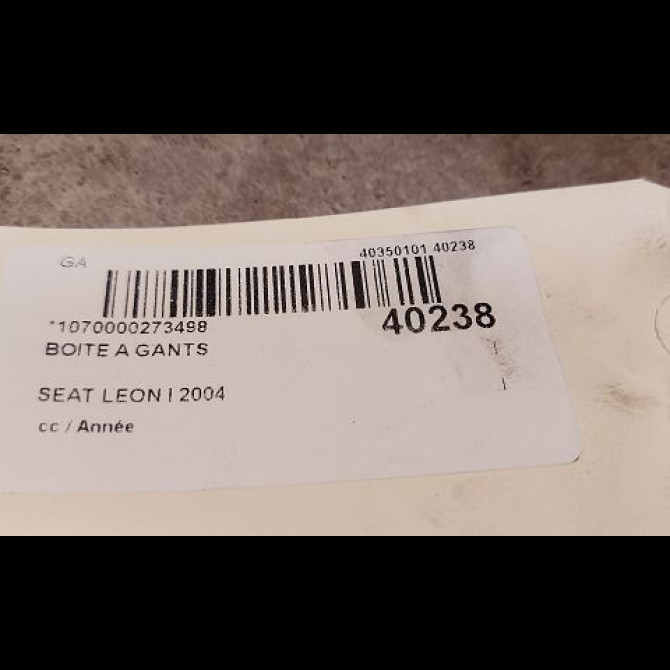 GA
40350101 40238
*1070000273498
40238
BOITE A GANTS
SEAT LEON I 2004
cc / Année